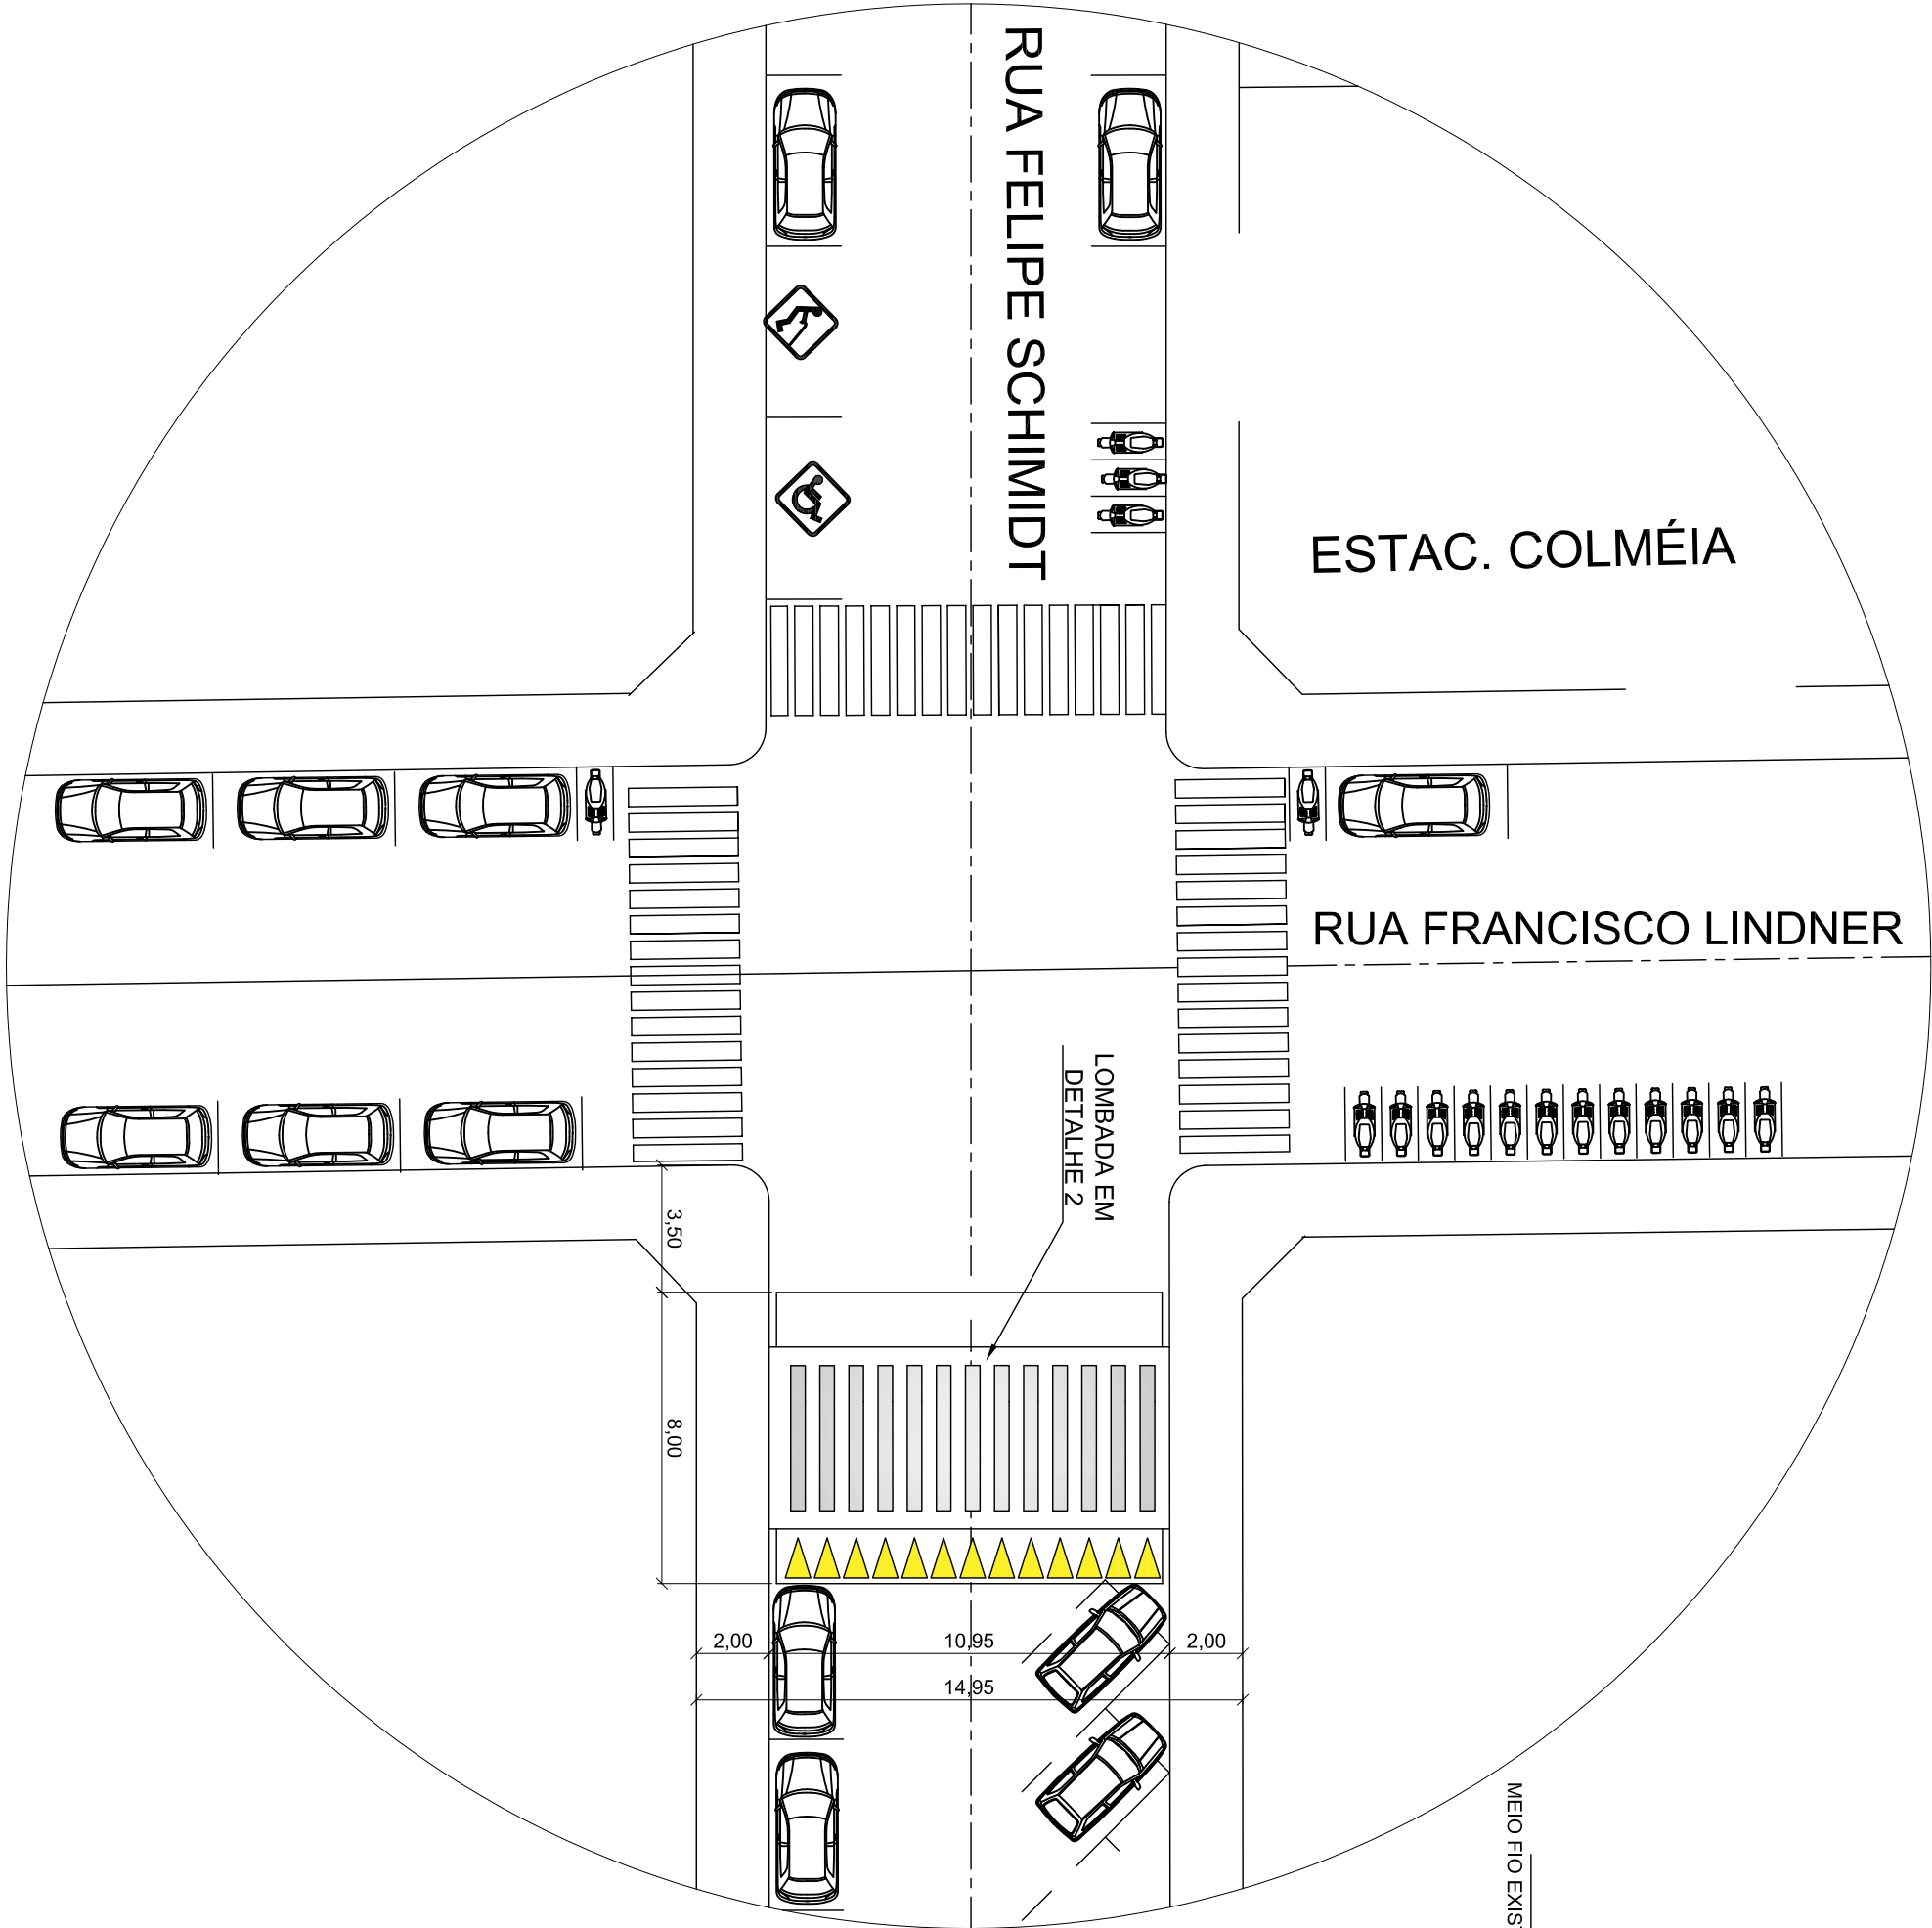 RUA FELIPE SCHIMIDT
ESTAC. COLMÉIA
RUA FRANCISCO LINDNER
LOMBADA EM
DETALHE 2
3,50
8,00
2,00
10,95
2,00
14,95
MEIO FIO